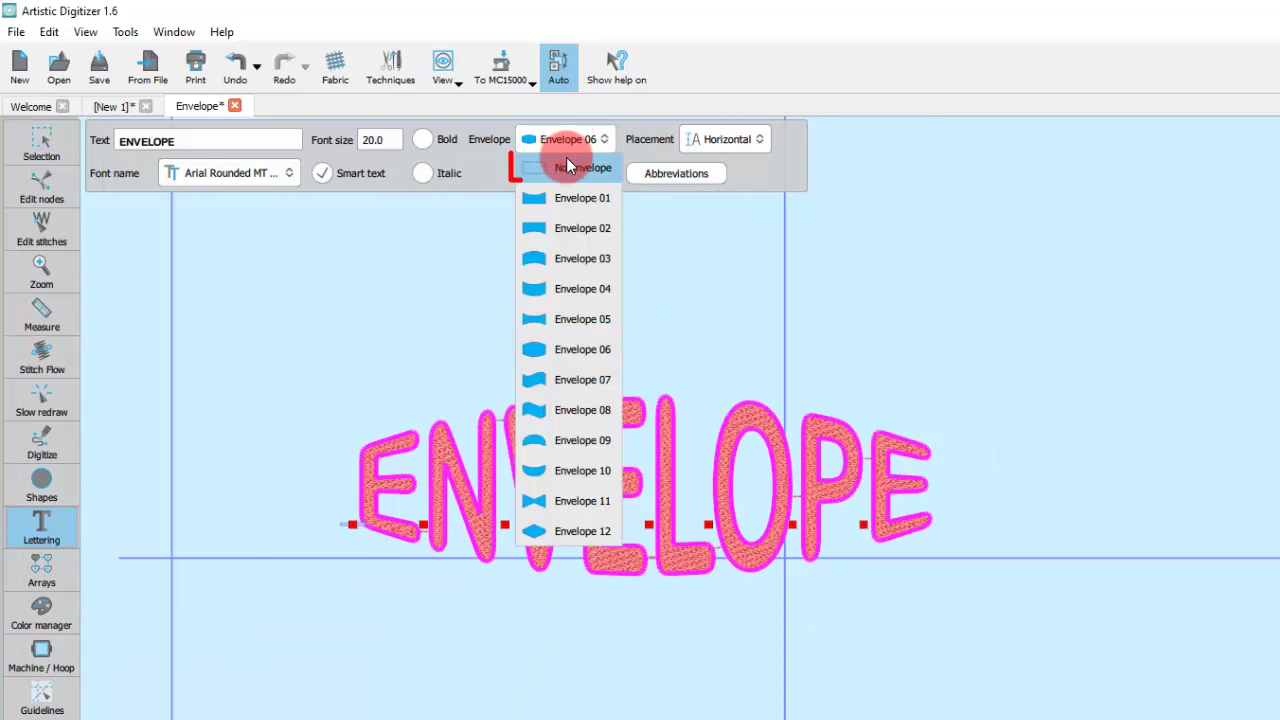 Artistic Digitizer 1.6
File Edit View Tools Window Help
New Open Save From File Print Undo Redo Fabric Techniques View To MC15000 Auto Show help on
Welcome [New 1]* Envelope*
Text ENVELOPE Font size 20.0 Bold Envelope Envelope 06 Placement Horizontal
Font name Arial Rounded MT ... Smart text Italic Abbreviations
No envelope
Envelope 01
Envelope 02
Envelope 03
Envelope 04
Envelope 05
Envelope 06
Envelope 07
Envelope 08
Envelope 09
Envelope 10
Envelope 11
Envelope 12
Selection
Edit nodes
Edit stitches
Zoom
Measure
Stitch Flow
Slow redraw
Digitize
Shapes
Lettering
Arrays
Color manager
Machine / Hoop
Guidelines
ENVELOPE